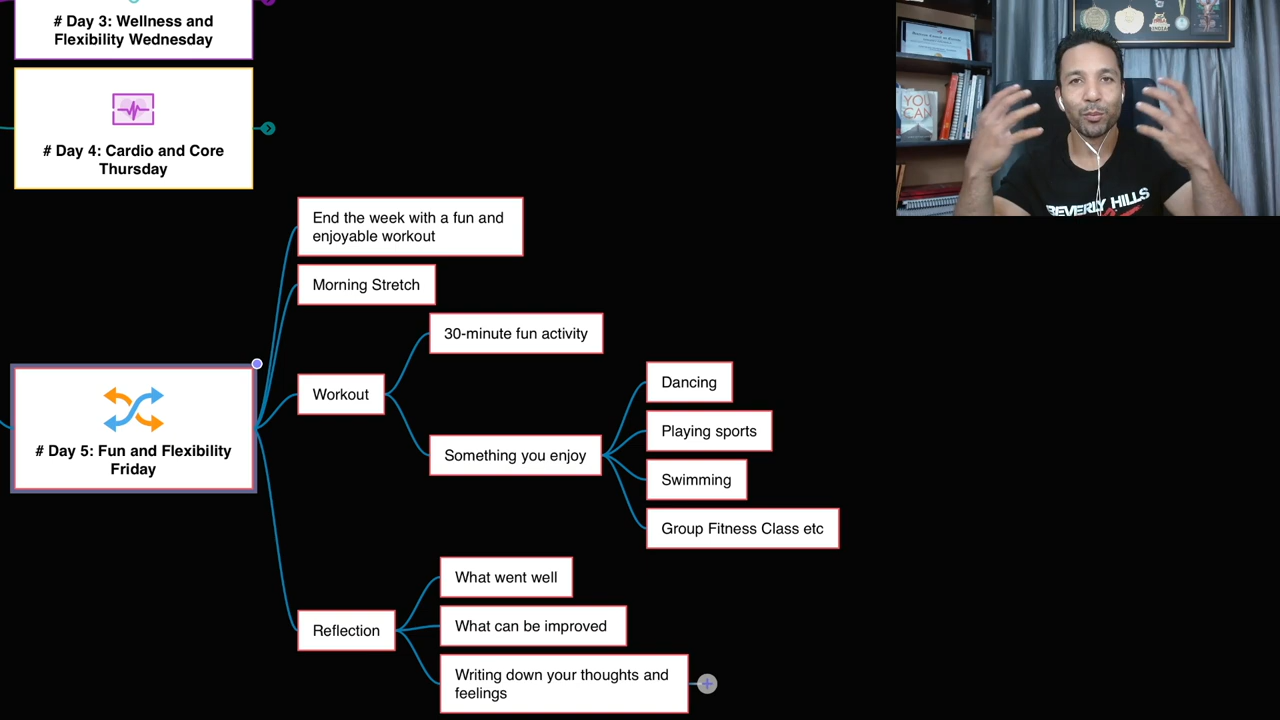 # Day 3: Wellness and
Flexibility Wednesday
# Day 4: Cardio and Core
Thursday
End the week with a fun and
enjoyable workout
Morning Stretch
30-minute fun activity
Workout
Something you enjoy
Dancing
Playing sports
Swimming
Group Fitness Class etc
# Day 5: Fun and Flexibility
Friday
Reflection
What went well
What can be improved
Writing down your thoughts and
feelings
YOU
CAN
BEVERLY HILLS